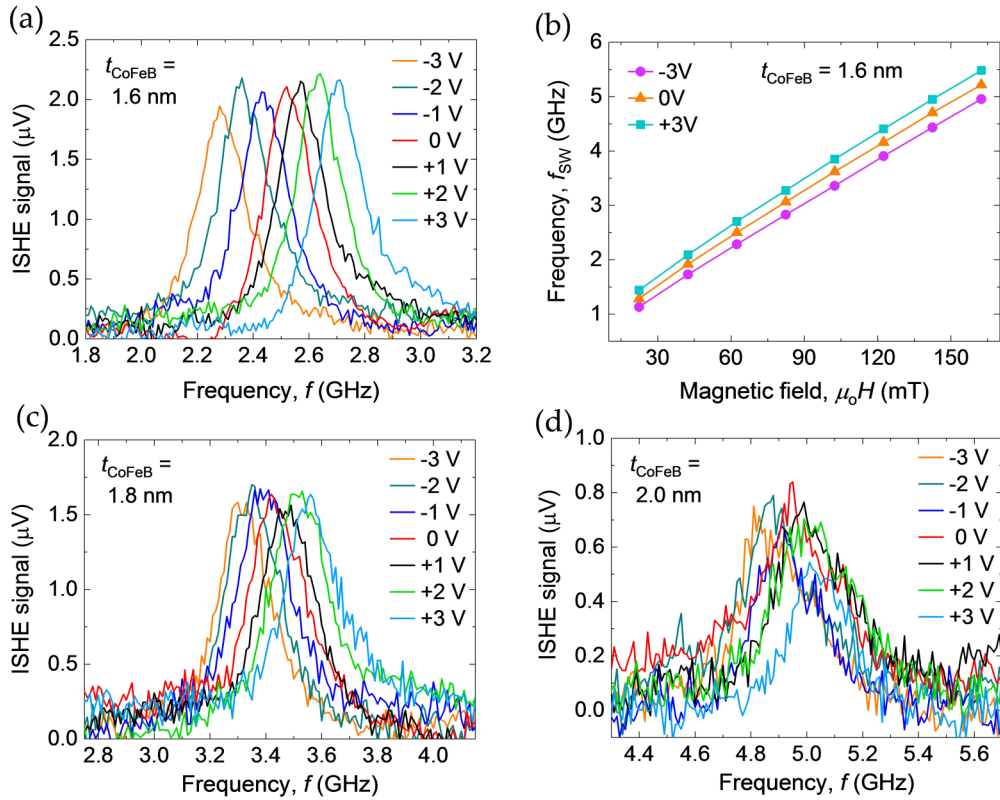 (a)
2.5
2.0
1.5
1.0
0.5
0.0
ISHE signal (μV)
t CoFeB =
1.6 nm
-3 V
-2 V
-1 V
0 V
+1 V
+2 V
+3 V
1.8 2.0 2.2 2.4 2.6 2.8 3.0 3.2
Frequency, f (GHz)
(b)
6
5
4
3
2
1
Frequency, fSW (GHz)
-3V
0V
+3V
t CoFeB = 1.6 nm
30 60 90 120 150
Magnetic field, μoH (mT)
(c)
2.0
1.5
1.0
0.5
0.0
ISHE signal (μV)
t CoFeB =
1.8 nm
-3 V
-2 V
-1 V
0 V
+1 V
+2 V
+3 V
2.8 3.0 3.2 3.4 3.6 3.8 4.0
Frequency, f (GHz)
(d)
1.0
0.8
0.6
0.4
0.2
0.0
ISHE signal (μV)
t CoFeB =
2.0 nm
-3 V
-2 V
-1 V
0 V
+1 V
+2 V
+3 V
4.4 4.6 4.8 5.0 5.2 5.4 5.6
Frequency, f (GHz)